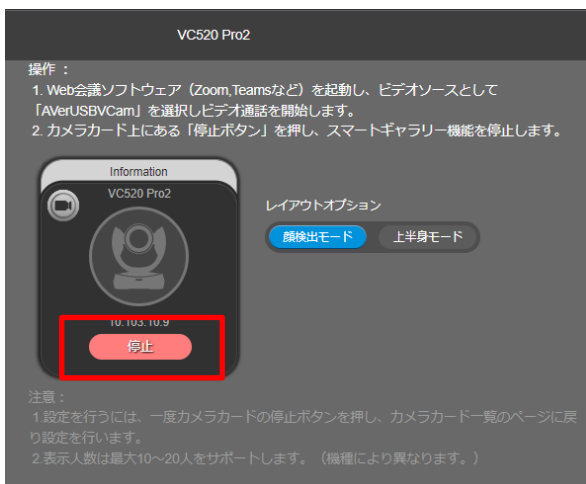 VC520 Pro2
操作 :
1. Web会議ソフトウェア（Zoom,Teamsなど）を起動し、ビデオソースとして
「AVerUSBVCam」を選択しビデオ通話を開始します。
2. カメラカード上にある「停止ボタン」を押し、スマートギャラリー機能を停止します。
Information
VC520 Pro2
レイアウトオプション
顔検出モード 上半身モード
10.103.10.9
停止
注意 :
1.設定を行うには、一度カメラカードの停止ボタンを押し、カメラカード一覧のページに戻
り設定を行います。
2.表示人数は最大10～20人をサポートします。（機種により異なります。）